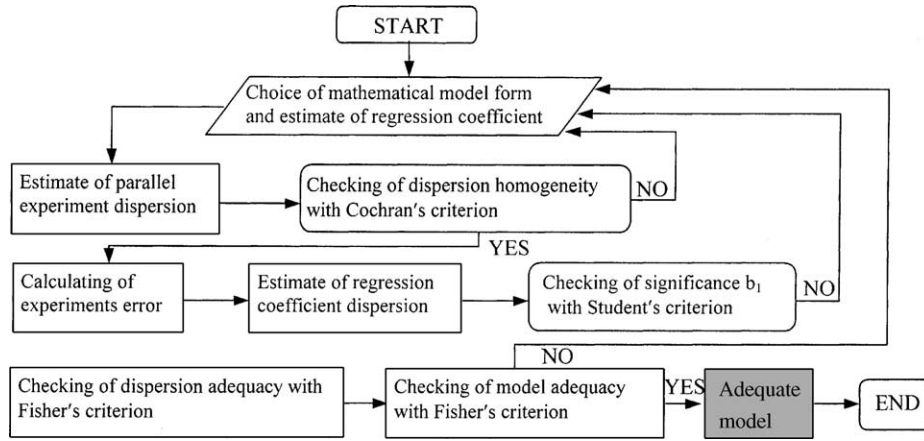 START
Choice of mathematical model form
and estimate of regression coefficient
Estimate of parallel
experiment dispersion
Checking of dispersion homogeneity
with Cochran's criterion
NO
YES
Calculating of
experiments error
Estimate of regression
coefficient dispersion
Checking of significance b₁
with Student's criterion
NO
NO
Checking of dispersion adequacy with
Fisher's criterion
Checking of model adequacy
with Fisher's criterion
YES
Adequate
model
END